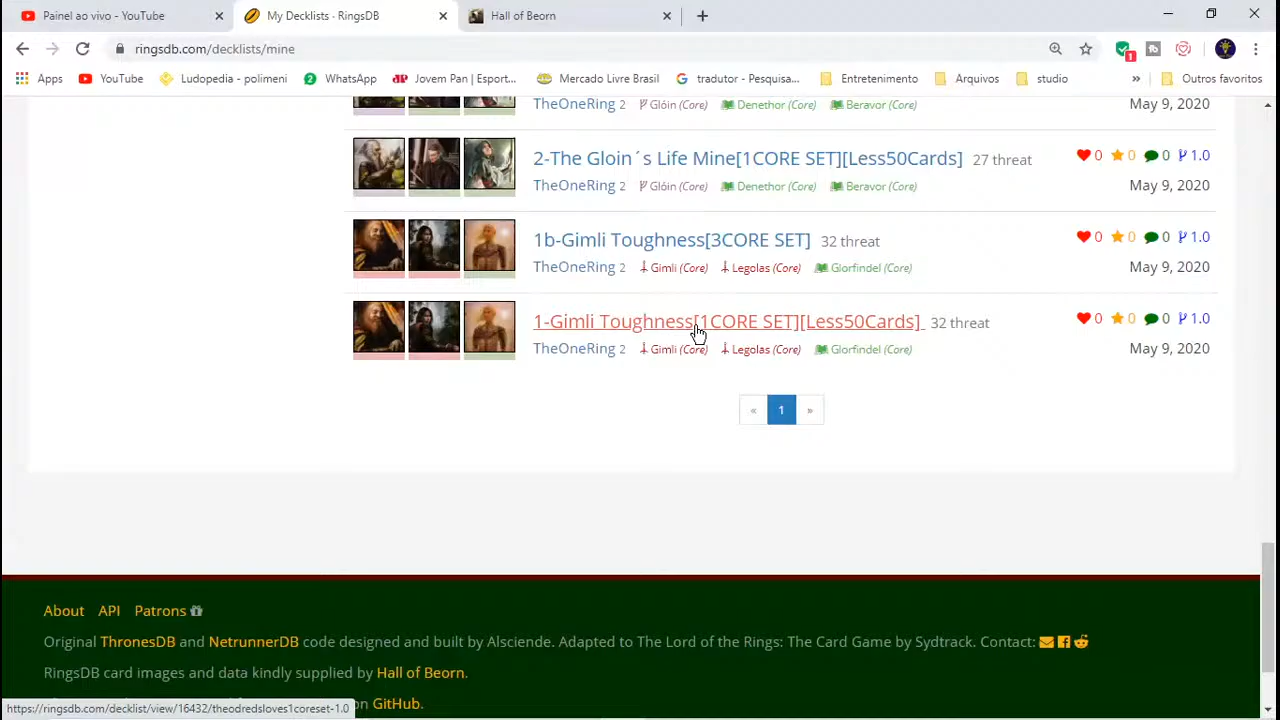 Painel ao vivo - YouTube
My Decklists · RingsDB
Hall of Beorn
ringsdb.com/decklists/mine
1
Apps
YouTube
Ludopedia - polimeni
2
WhatsApp
JP
Jovem Pan | Esport...
Mercado Livre Brasil
G
tradutor - Pesquisa...
Entretenimento
Arquivos
studio
»
Outros favoritos
TheOneRing 2 Glóin (Core) Denethor (Core) Beravor (Core) May 9, 2020
2-The Gloin´s Life Mine[1CORE SET][Less50Cards] 27 threat 0 0 0 1.0
TheOneRing 2 Glóin (Core) Denethor (Core) Beravor (Core) May 9, 2020
1b-Gimli Toughness[3CORE SET] 32 threat 0 0 0 1.0
TheOneRing 2 Gimli (Core) Legolas (Core) Glorfindel (Core) May 9, 2020
1-Gimli Toughness[1CORE SET][Less50Cards] 32 threat 0 0 0 1.0
TheOneRing 2 Gimli (Core) Legolas (Core) Glorfindel (Core) May 9, 2020
« 1 »
About API Patrons
Original ThronesDB and NetrunnerDB code designed and built by Alsciende. Adapted to The Lord of the Rings: The Card Game by Sydtrack. Contact:
RingsDB card images and data kindly supplied by Hall of Beorn.
on GitHub.
https://ringsdb.com/decklist/view/16432/theodredsloves1coreset-1.0